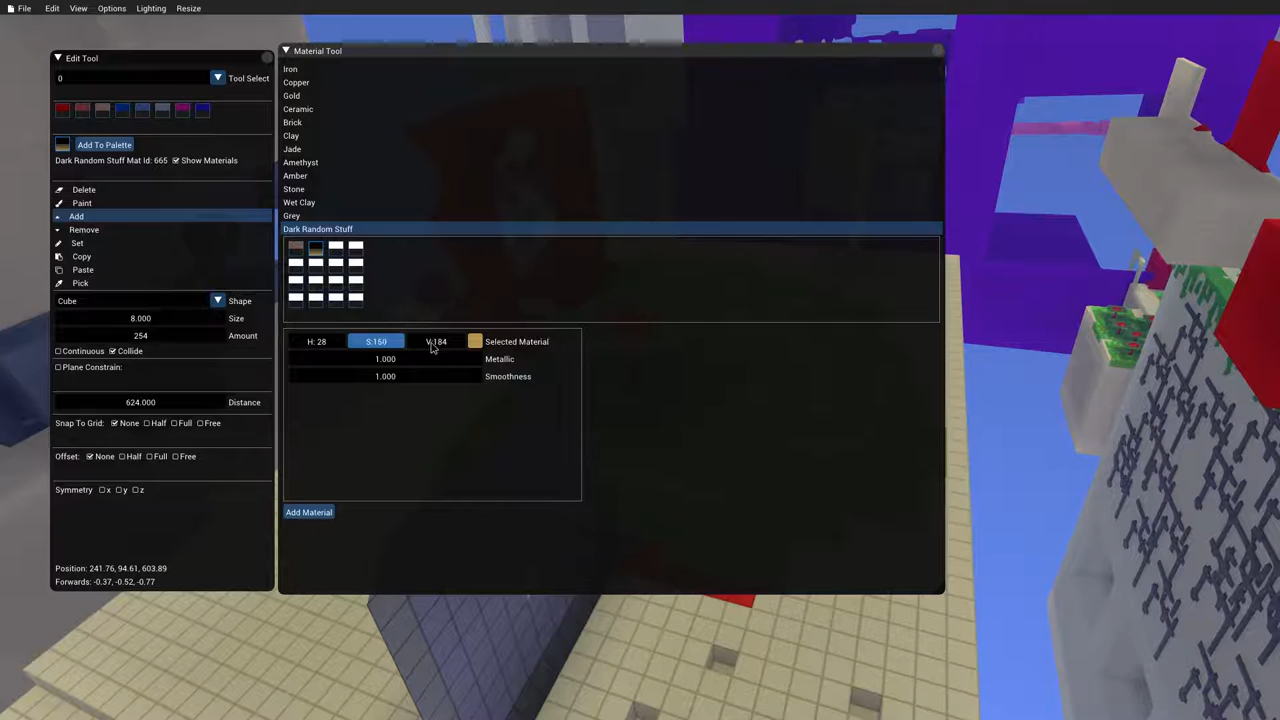 File Edit View Options Lighting Resize
Edit Tool
0 Tool Select
Add To Palette
Dark Random Stuff Mat Id: 665 Show Materials
Delete
Paint
Add
Remove
Set
Copy
Paste
Pick
Cube Shape
8.000 Size
254 Amount
Continuous Collide
Plane Constrain:
624.000 Distance
Snap To Grid: None Half Full Free
Offset: None Half Full Free
Symmetry x y z
Position: 241.76, 94.61, 603.89
Forwards: -0.37, -0.52, -0.77
Material Tool
Iron
Copper
Gold
Ceramic
Brick
Clay
Jade
Amethyst
Amber
Stone
Wet Clay
Grey
Dark Random Stuff
H: 28 S:150 V:184 Selected Material
1.000 Metallic
1.000 Smoothness
Add Material